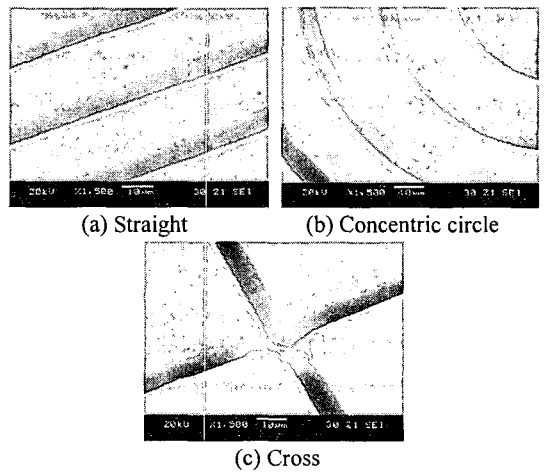 20kV X1,500 10μm 30 21 SEI
20kV X1,500 10μm 30 21 SEI
(a) Straight
(b) Concentric circle
20kV X1,500 10μm 30 21 SEI
(c) Cross